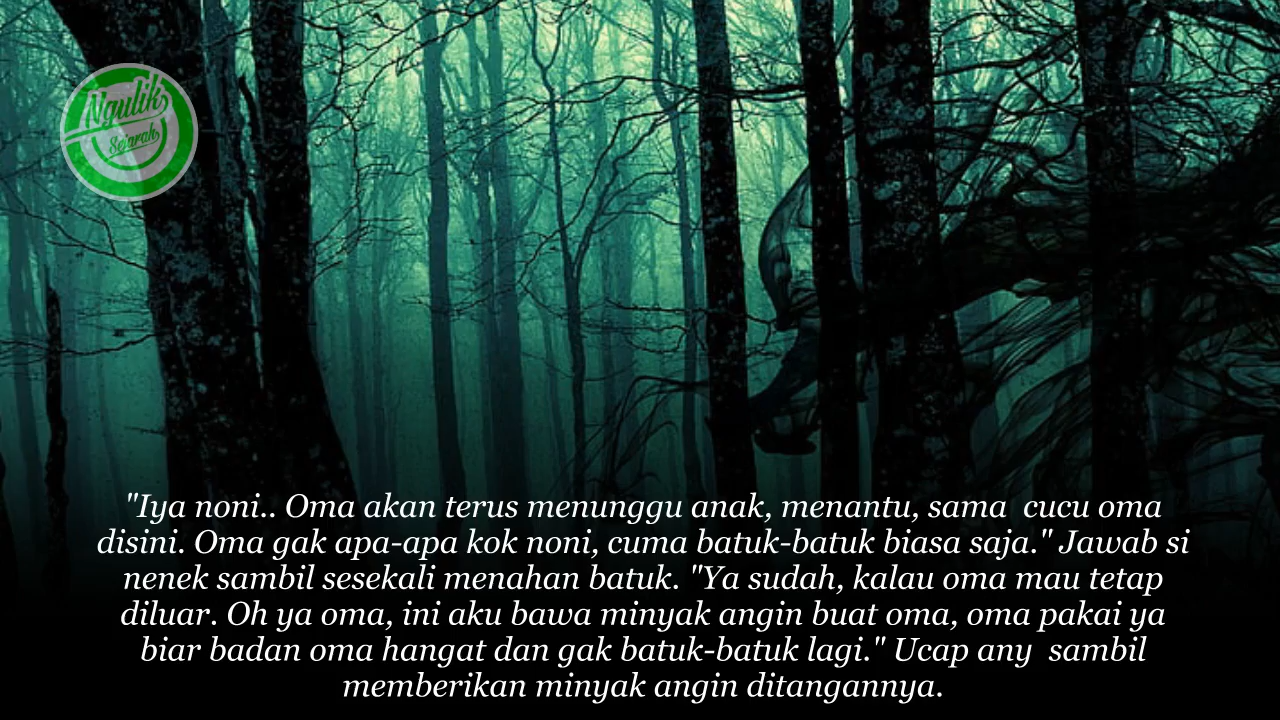 Ngulik
Sejarah
"Iya noni.. Oma akan terus menunggu anak, menantu, sama  cucu oma
disini. Oma gak apa-apa kok noni, cuma batuk-batuk biasa saja." Jawab si
nenek sambil sesekali menahan batuk. "Ya sudah, kalau oma mau tetap
diluar. Oh ya oma, ini aku bawa minyak angin buat oma, oma pakai ya
biar badan oma hangat dan gak batuk-batuk lagi." Ucap any  sambil
memberikan minyak angin ditangannya.